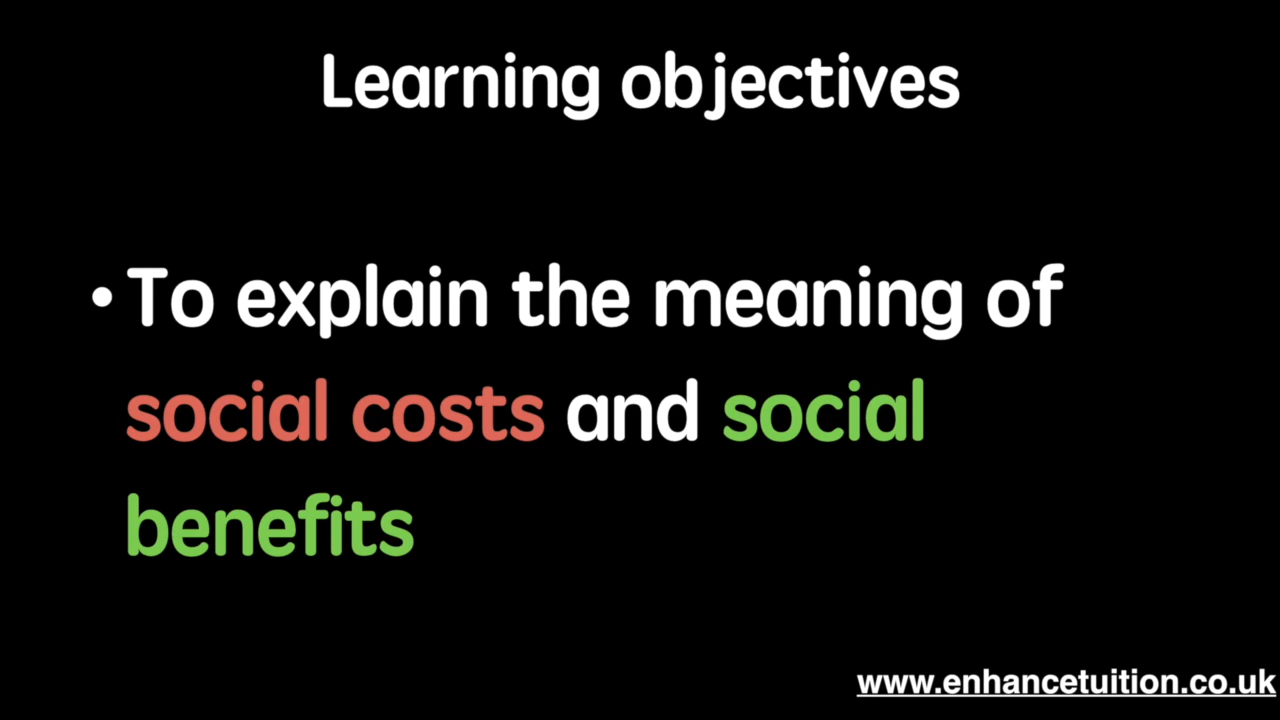 Learning objectives
• To explain the meaning of
social costs and social
benefits
www.enhancetuition.co.uk